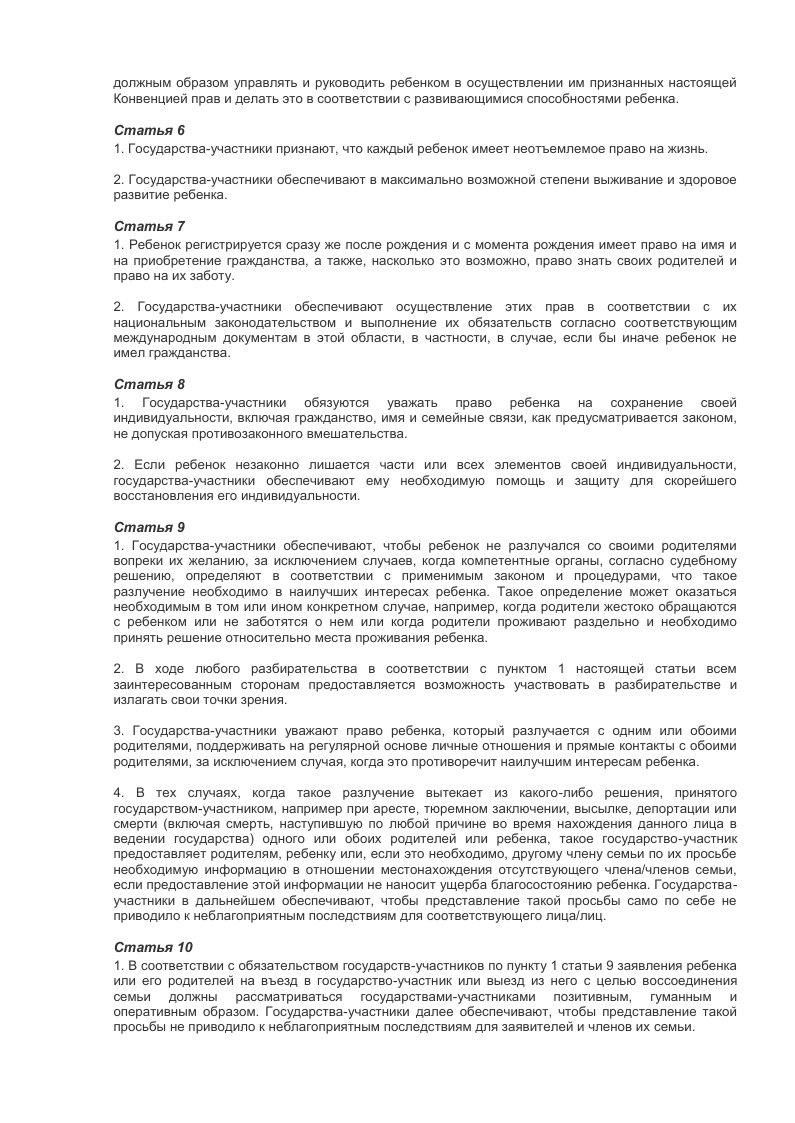 должным образом управлять и руководить ребенком в осуществлении им признанных настоящей
Конвенцией прав и делать это в соответствии с развивающимися способностями ребенка.
Статья 6
1. Государства-участники признают, что каждый ребенок имеет неотъемлемое право на жизнь.
2. Государства-участники обеспечивают в максимально возможной степени выживание и здоровое
развитие ребенка.
Статья 7
1. Ребенок регистрируется сразу же после рождения и с момента рождения имеет право на имя и
на приобретение гражданства, а также, насколько это возможно, право знать своих родителей и
право на их заботу.
2. Государства-участники обеспечивают осуществление этих прав в соответствии с их
национальным законодательством и выполнение их обязательств согласно соответствующим
международным документам в этой области, в частности, в случае, если бы иначе ребенок не
имел гражданства.
Статья 8
1. Государства-участники обязуются уважать право ребенка на сохранение своей
индивидуальности, включая гражданство, имя и семейные связи, как предусматривается законом,
не допуская противозаконного вмешательства.
2. Если ребенок незаконно лишается части или всех элементов своей индивидуальности,
государства-участники обеспечивают ему необходимую помощь и защиту для скорейшего
восстановления его индивидуальности.
Статья 9
1. Государства-участники обеспечивают, чтобы ребенок не разлучался со своими родителями
вопреки их желанию, за исключением случаев, когда компетентные органы, согласно судебному
решению, определяют в соответствии с применимым законом и процедурами, что такое
разлучение необходимо в наилучших интересах ребенка. Такое определение может оказаться
необходимым в том или ином конкретном случае, например, когда родители жестоко обращаются
с ребенком или не заботятся о нем или когда родители проживают раздельно и необходимо
принять решение относительно места проживания ребенка.
2. В ходе любого разбирательства в соответствии с пунктом 1 настоящей статьи всем
заинтересованным сторонам предоставляется возможность участвовать в разбирательстве и
излагать свои точки зрения.
3. Государства-участники уважают право ребенка, который разлучается с одним или обоими
родителями, поддерживать на регулярной основе личные отношения и прямые контакты с обоими
родителями, за исключением случая, когда это противоречит наилучшим интересам ребенка.
4. В тех случаях, когда такое разлучение вытекает из какого-либо решения, принятого
государством-участником, например при аресте, тюремном заключении, высылке, депортации или
смерти (включая смерть, наступившую по любой причине во время нахождения данного лица в
ведении государства) одного или обоих родителей или ребенка, такое государство-участник
предоставляет родителям, ребенку или, если это необходимо, другому члену семьи по их просьбе
необходимую информацию в отношении местонахождения отсутствующего члена/членов семьи,
если предоставление этой информации не наносит ущерба благосостоянию ребенка. Государства-
участники в дальнейшем обеспечивают, чтобы представление такой просьбы само по себе не
приводило к неблагоприятным последствиям для соответствующего лица/лиц.
Статья 10
1. В соответствии с обязательством государств-участников по пункту 1 статьи 9 заявления ребенка
или его родителей на въезд в государство-участник или выезд из него с целью воссоединения
семьи должны рассматриваться государствами-участниками позитивным, гуманным и
оперативным образом. Государства-участники далее обеспечивают, чтобы представление такой
просьбы не приводило к неблагоприятным последствиям для заявителей и членов их семьи.